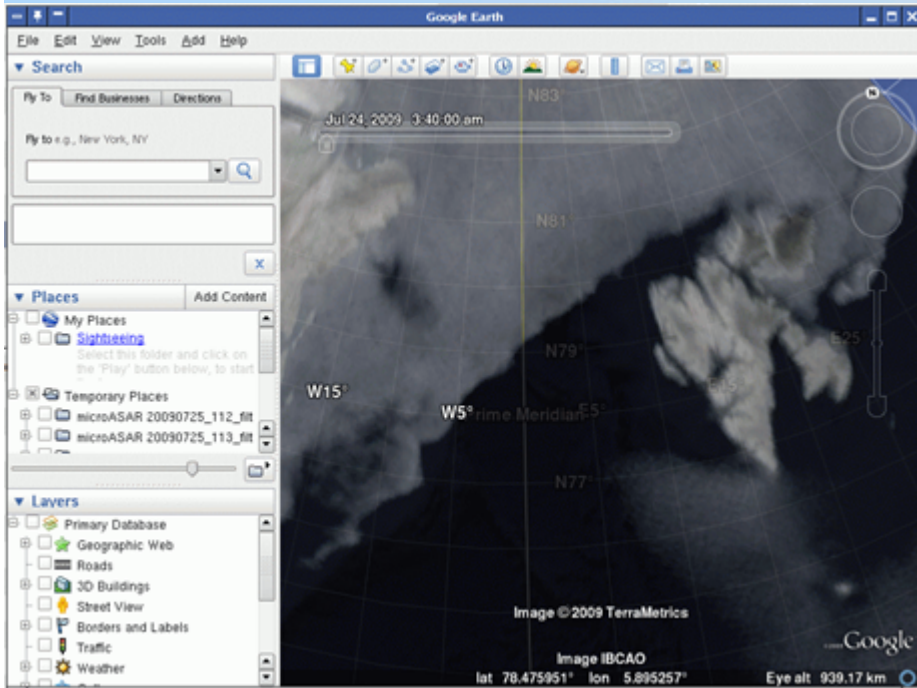 Google Earth
File Edit View Tools Add Help
Search
Fly To Find Businesses Directions
Fly to e.g., New York, NY
Places Add Content
My Places
Sightseeing
Select this folder and click on
the 'Play' button below, to start
Temporary Places
microASAR 20090725_112_filt
microASAR 20090725_113_filt
Layers
Primary Database
Geographic Web
Roads
3D Buildings
Street View
Borders and Labels
Traffic
Weather
Jul 24, 2009 3:40:00 am
N83°
N
N81°
N79°
E25
W15°
W5° Prime Meridian E5°
N77°
Image © 2009 TerraMetrics
Google
Image IBCAO
lat 78.475951° lon 5.895257° Eye alt 939.17 km